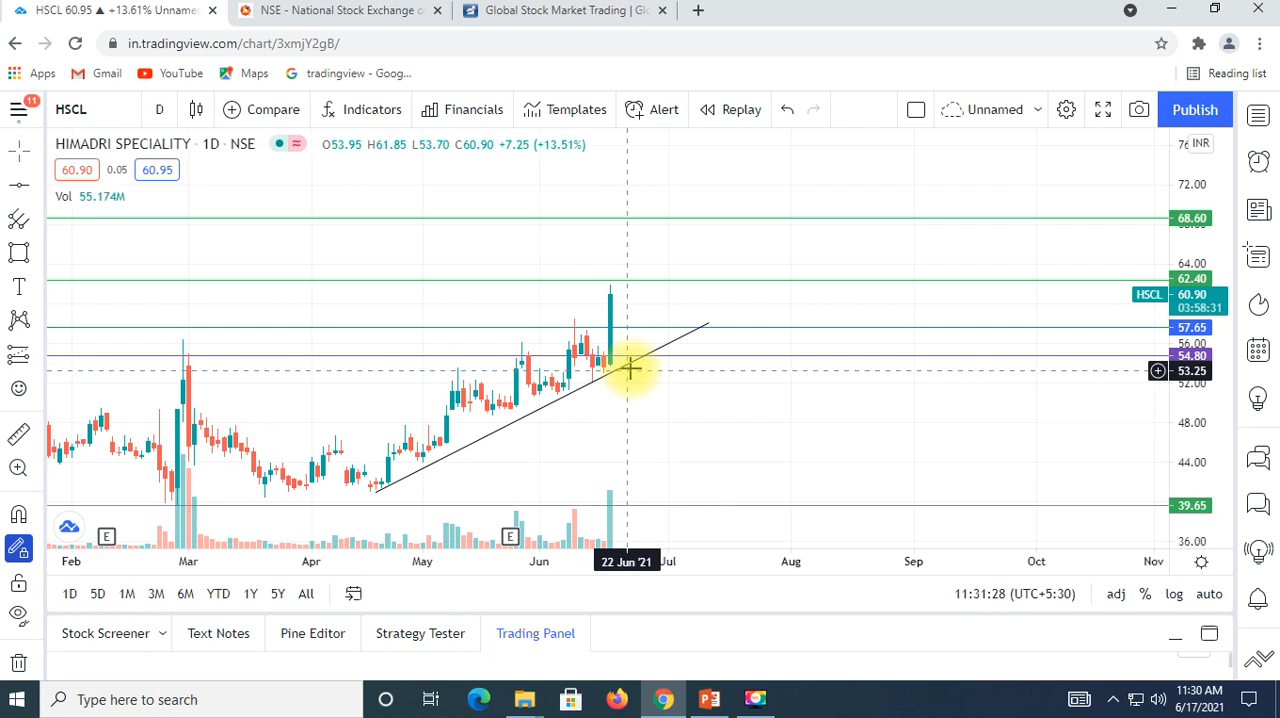 HSCL 60.95 ▲ +13.61% Unname
NSE - National Stock Exchange o
Global Stock Market Trading | Gl
in.tradingview.com/chart/3xmjY2gB/
Apps
Gmail
YouTube
Maps
tradingview - Goog...
Reading list
11
HSCL
D
Compare
Indicators
Financials
Templates
Alert
Replay
Unnamed
Publish
HIMADRI SPECIALITY · 1D · NSE
O53.95 H61.85 L53.70 C60.90 +7.25 (+13.51%)
INR
60.90
0.05
60.95
Vol 55.174M
72.00
68.60
64.00
62.40
HSCL
60.90
03:58:31
57.65
56.00
54.80
53.25
52.00
48.00
44.00
39.65
36.00
E
E
Feb
Mar
Apr
May
Jun
22 Jun '21
Jul
Aug
Sep
Oct
Nov
1D
5D
1M
3M
6M
YTD
1Y
5Y
All
11:31:28 (UTC+5:30)
adj
%
log
auto
Stock Screener
Text Notes
Pine Editor
Strategy Tester
Trading Panel
Type here to search
11:30 AM
6/17/2021